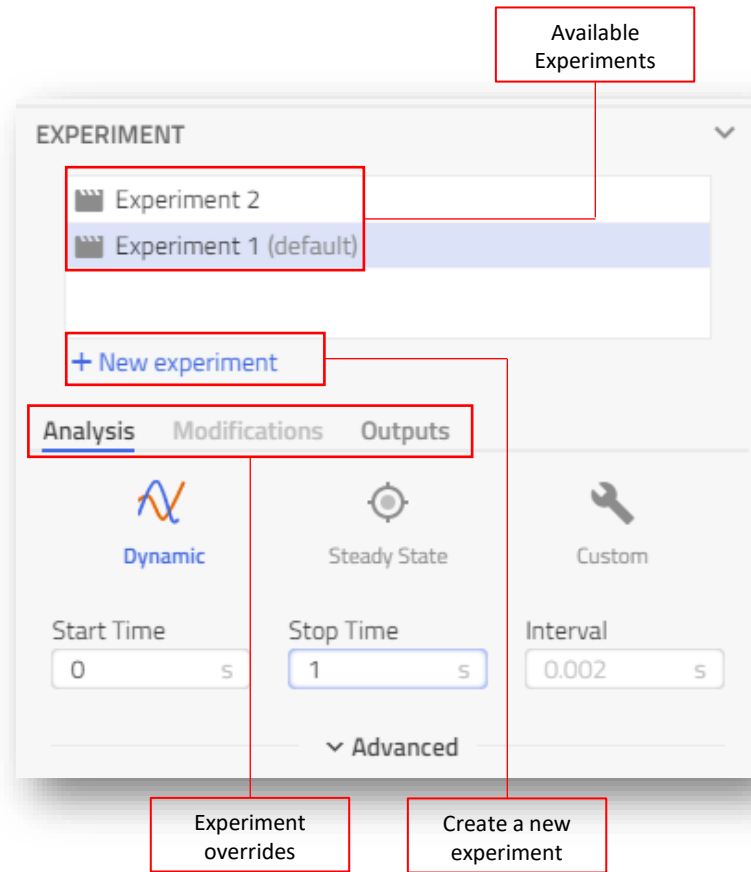 Available
Experiments
EXPERIMENT
Experiment 2
Experiment 1 (default)
+ New experiment
Analysis Modifications Outputs
Dynamic Steady State Custom
Start Time Stop Time Interval
0 s 1 s 0.002 s
Advanced
Experiment
overrides
Create a new
experiment